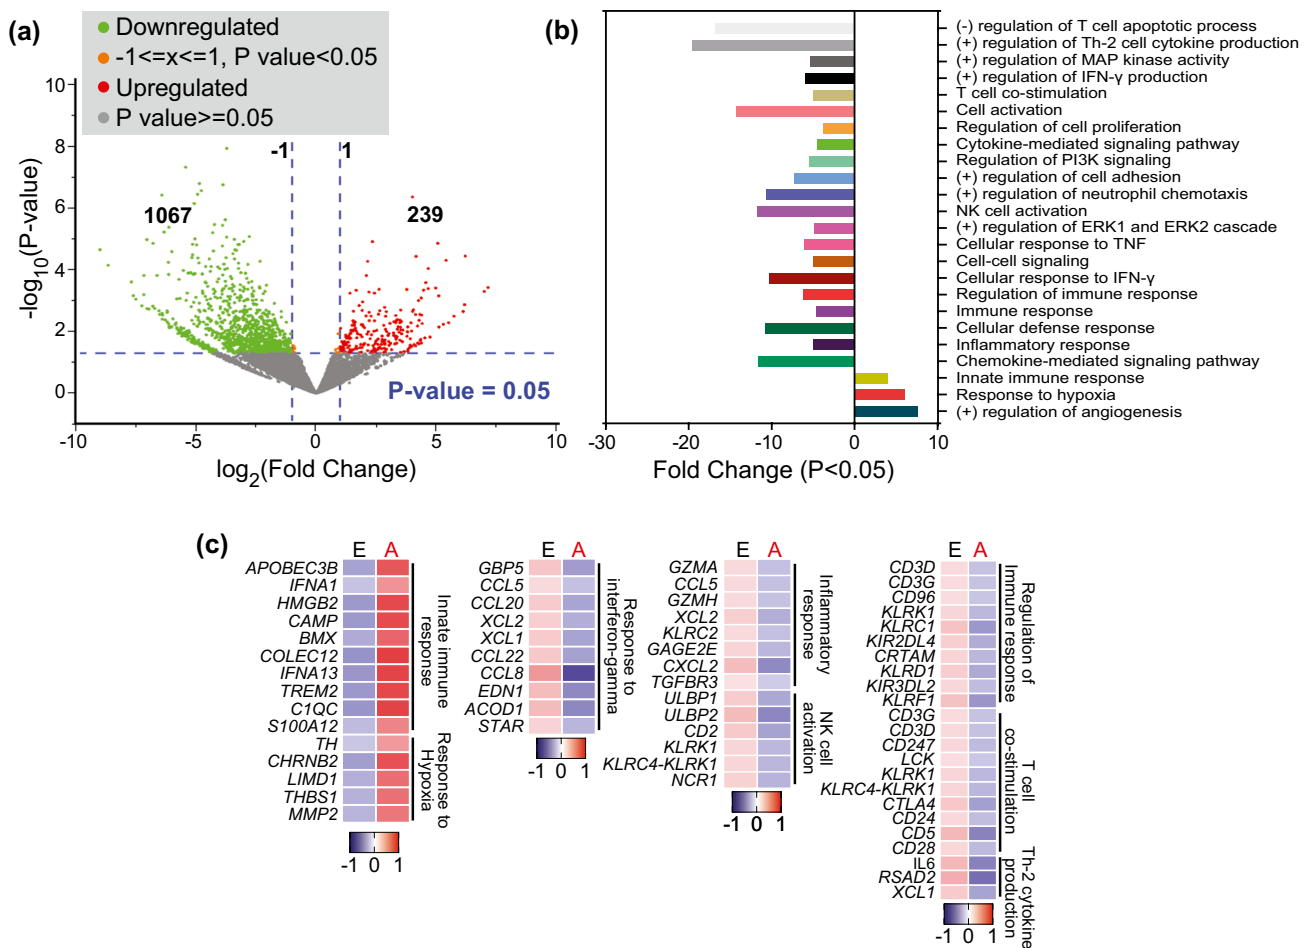 (a)
Downregulated
-1<=x<=1, P value<0.05
Upregulated
P value>=0.05
10
8
6
4
2
0
-log10(P-value)
-1
1
1067
239
P-value = 0.05
-10
-5
0
5
10
log2(Fold Change)
(b)
(-) regulation of T cell apoptotic process
(+) regulation of Th-2 cell cytokine production
(+) regulation of MAP kinase activity
(+) regulation of IFN-γ production
T cell co-stimulation
Cell activation
Regulation of cell proliferation
Cytokine-mediated signaling pathway
Regulation of PI3K signaling
(+) regulation of cell adhesion
(+) regulation of neutrophil chemotaxis
NK cell activation
(+) regulation of ERK1 and ERK2 cascade
Cellular response to TNF
Cell-cell signaling
Cellular response to IFN-γ
Regulation of immune response
Immune response
Cellular defense response
Inflammatory response
Chemokine-mediated signaling pathway
Innate immune response
Response to hypoxia
(+) regulation of angiogenesis
-30
-20
-10
0
10
Fold Change (P<0.05)
(c)
E A
APOBEC3B
IFNA1
HMGB2
CAMP
BMX
COLEC12
IFNA13
TREM2
C1QC
S100A12
TH
CHRNB2
LIMD1
THBS1
MMP2
Innate immune
response
Response to
Hypoxia
-1 0 1
E A
GBP5
CCL5
CCL20
XCL2
XCL1
CCL22
CCL8
EDN1
ACOD1
STAR
Response to
interferon-gamma
-1 0 1
E A
GZMA
CCL5
GZMH
XCL2
KLRC2
GAGE2E
CXCL2
TGFBR3
ULBP1
ULBP2
CD2
KLRK1
KLRC4-KLRK1
NCR1
Inflammatory
response
NK cell
activation
-1 0 1
E A
CD3D
CD3G
CD96
KLRK1
KLRC1
KIR2DL4
CRTAM
KLRD1
KIR3DL2
KLRF1
CD3G
CD3D
CD247
LCK
KLRK1
KLRC4-KLRK1
CTLA4
CD24
CD5
CD28
IL6
RSAD2
XCL1
Regulation of
Immune response
T cell
co-stimulation
Th-2 cytokine
production
-1 0 1